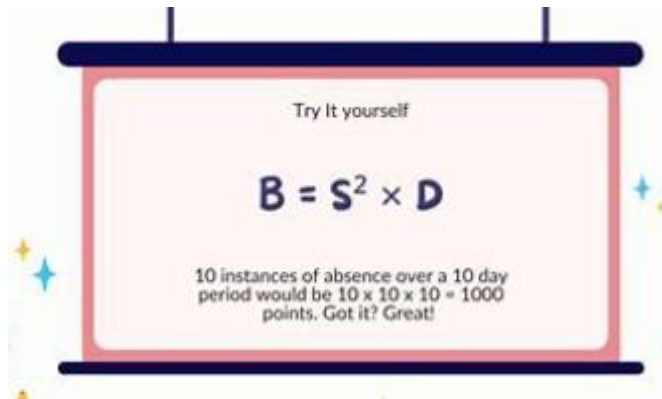 Try It yourself
B = S² × D
10 instances of absence over a 10 day
period would be 10 x 10 x 10 = 1000
points. Got it? Great!